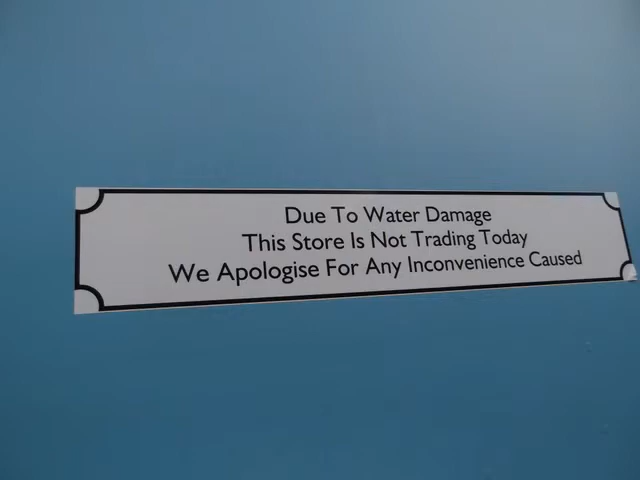 Due To Water Damage
This Store Is Not Trading Today
We Apologise For Any Inconvenience Caused